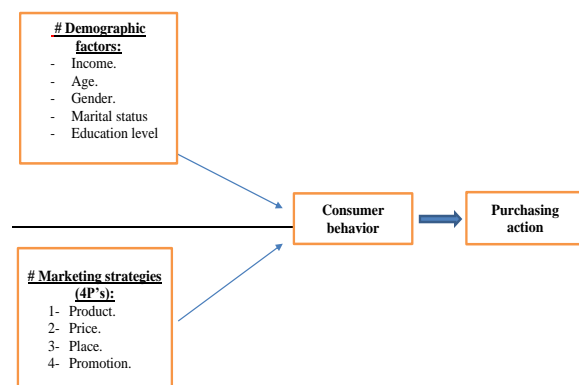 # Demographic
factors:
- Income.
- Age.
- Gender.
- Marital status
- Education level
Consumer
behavior
Purchasing
action
# Marketing strategies
(4P's):
1- Product.
2- Price.
3- Place.
4- Promotion.